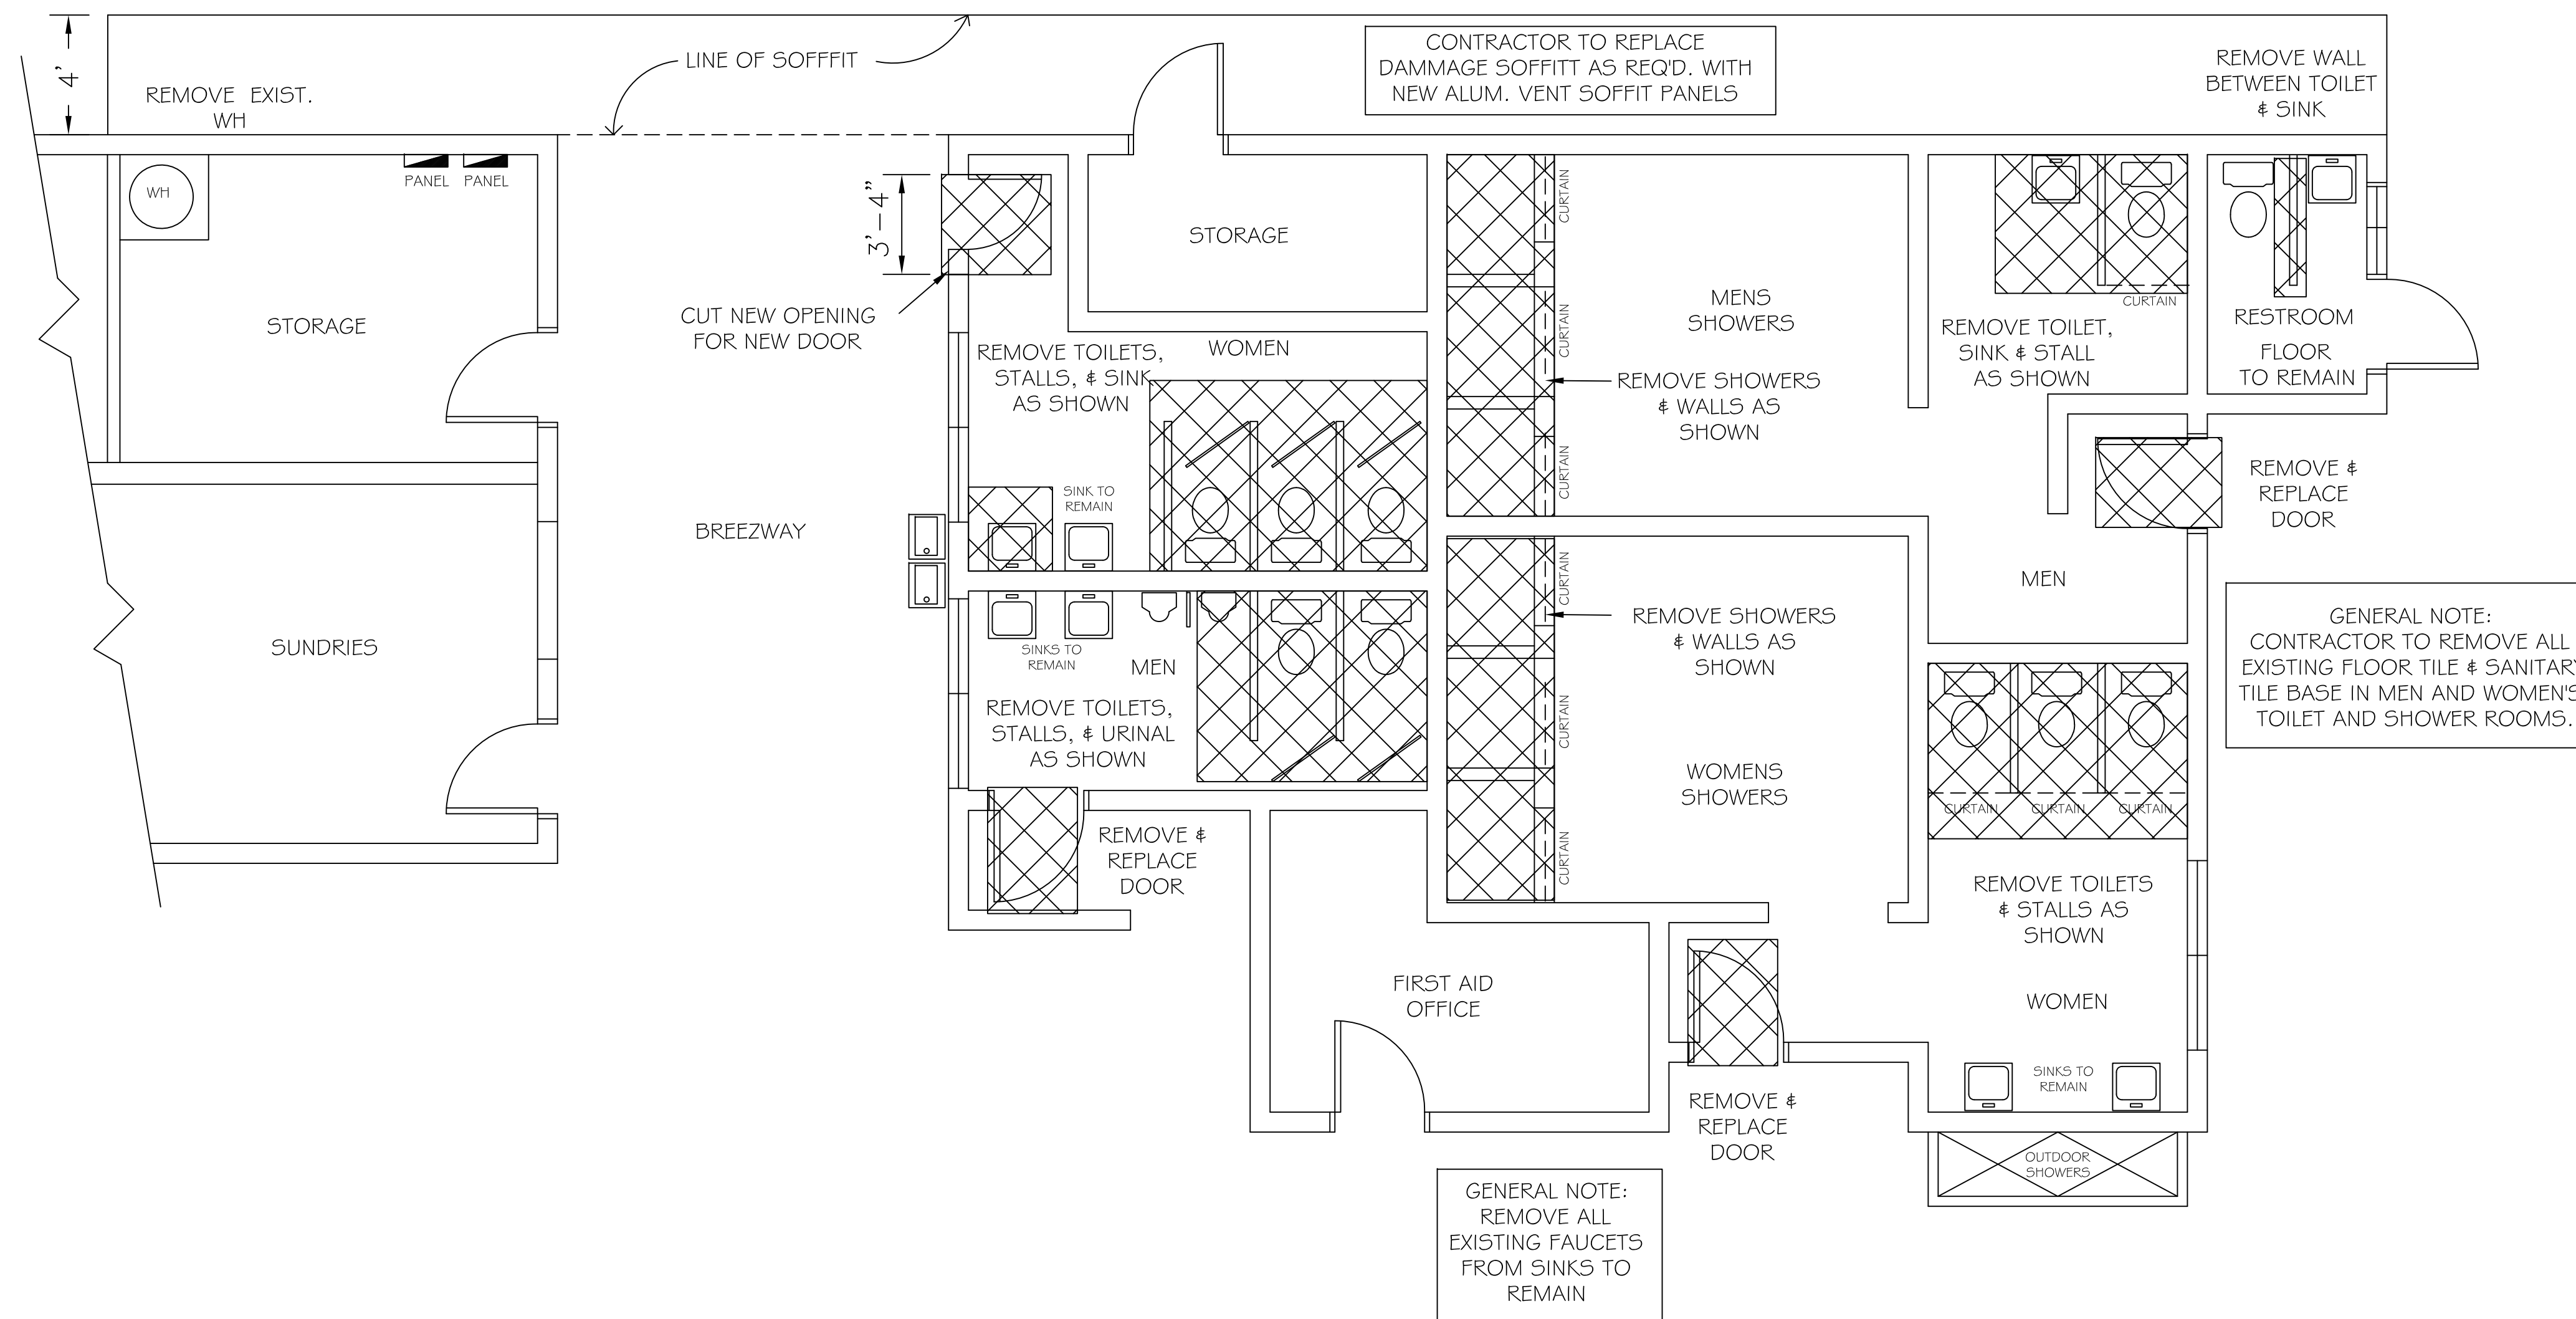 4'
LINE OF SOFFFIT
REMOVE EXIST.
WH
CONTRACTOR TO REPLACE
DAMMAGE SOFFITT AS REQ'D. WITH
NEW ALUM. VENT SOFFIT PANELS
REMOVE WALL
BETWEEN TOILET
& SINK
WH
PANEL
PANEL
STORAGE
3'-4"
CUT NEW OPENING
FOR NEW DOOR
STORAGE
WOMEN
REMOVE TOILETS,
STALLS, & SINK
AS SHOWN
SINK TO
REMAIN
CURTAIN
CURTAIN
CURTAIN
MENS
SHOWERS
REMOVE SHOWERS
& WALLS AS
SHOWN
CURTAIN
REMOVE TOILET,
SINK & STALL
AS SHOWN
RESTROOM
FLOOR
TO REMAIN
REMOVE &
REPLACE
DOOR
BREEZWAY
MEN
SUNDRIES
SINKS TO
REMAIN
MEN
REMOVE TOILETS,
STALLS, & URINAL
AS SHOWN
REMOVE &
REPLACE
DOOR
CURTAIN
CURTAIN
CURTAIN
REMOVE SHOWERS
& WALLS AS
SHOWN
WOMENS
SHOWERS
GENERAL NOTE:
CONTRACTOR TO REMOVE ALL
EXISTING FLOOR TILE & SANITARY
TILE BASE IN MEN AND WOMEN'S
TOILET AND SHOWER ROOMS.
CURTAIN
CURTAIN
CURTAIN
REMOVE TOILETS
& STALLS AS
SHOWN
WOMEN
SINKS TO
REMAIN
FIRST AID
OFFICE
REMOVE &
REPLACE
DOOR
OUTDOOR
SHOWERS
GENERAL NOTE:
REMOVE ALL
EXISTING FAUCETS
FROM SINKS TO
REMAIN